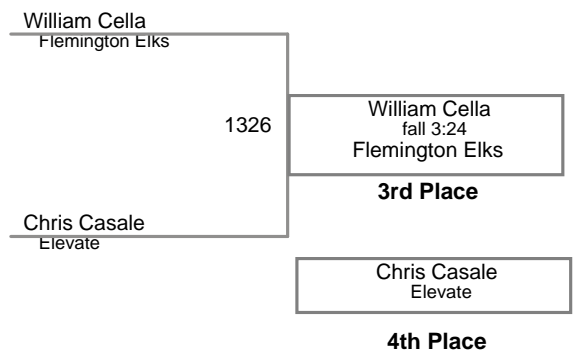 William Cella
Flemington Elks
1326
William Cella
fall 3:24
Flemington Elks
3rd Place
Chris Casale
Elevate
Chris Casale
Elevate
4th Place